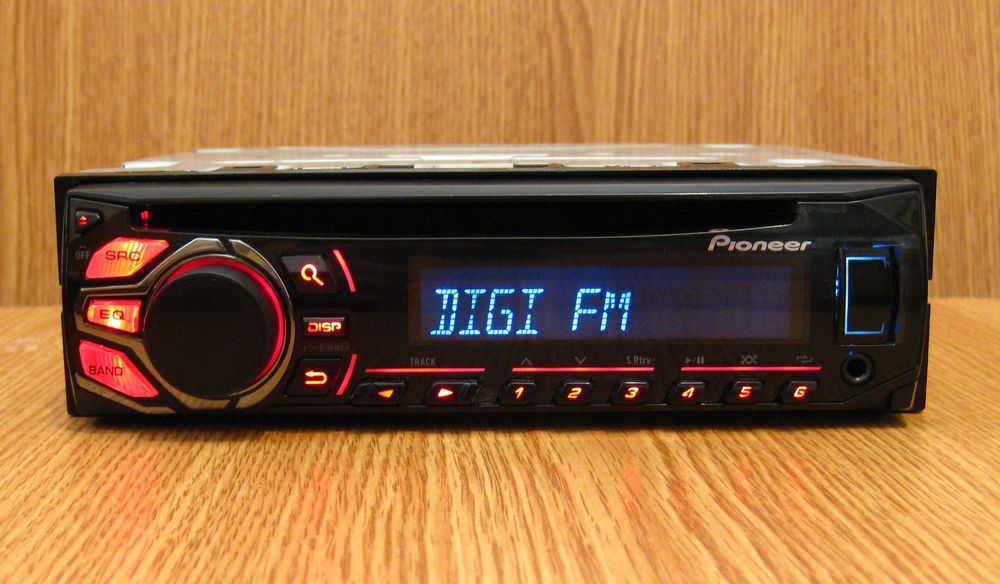 Pioneer
OFF
SRC
EQ
BAND
DISP
DIMMER
DIGI FM
TRACK
S.Rtrv
1 2 3 4 5 6